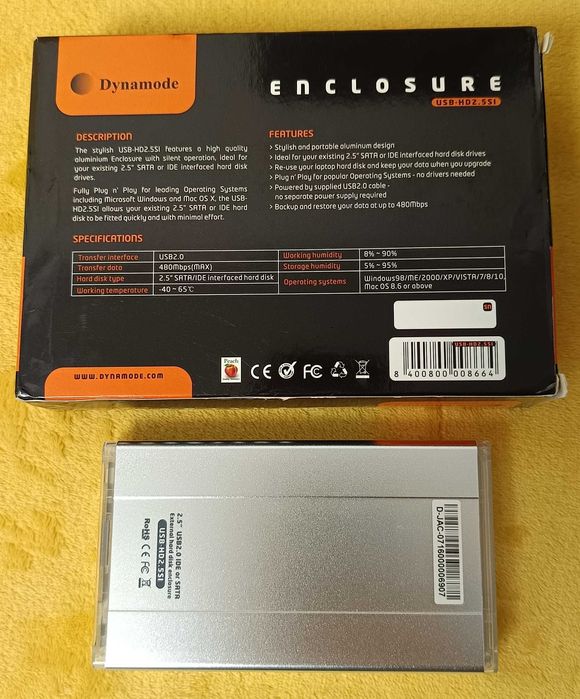 Dynamode
ENCLOSURE
USB-HD2.5SI
DESCRIPTION
The stylish USB-HD2.5SI features a high quality
aluminium Enclosure with silent operation, ideal for
your existing 2.5" SATA or IDE interfaced hard disk
drives.
Fully Plug n' Play for leading Operating Systems
including Microsoft Windows and Mac OS X, the USB-
HD2.5SI allows your existing 2.5" SATA or IDE hard
disk to be fitted quickly and with minimal effort.
FEATURES
> Stylish and portable aluminum design
> Ideal for your existing 2.5" SATA or IDE interfaced hard disk drives
> Re-use your laptop hard disk and keep your data when you upgrade
> Plug n' Play for popular Operating Systems - no drivers needed
> Powered by supplied USB2.0 cable -
no separate power supply required
> Backup and restore your data at up to 480Mbps
SPECIFICATIONS
Transfer interface USB2.0
Transfer data 480Mbps(MAX)
Hard disk type 2.5" SATA/IDE interfaced hard disk
Working temperature -40 ~ 65℃
Working humidity 8% ~ 90%
Storage humidity 5% ~ 95%
Operating systems Windows98/ME/2000/XP/VISTA/7/8/10,
Mac OS 8.6 or above
SN
USB-HD2.5SI
8 400800 008664
WWW.DYNAMODE.COM
Peach
CE FC
2.5" USB2.0 IDE or SATA
External hard disk enclosure
USB-HD2.5SI
RoHS CE FC
D-JAC-0716000006907